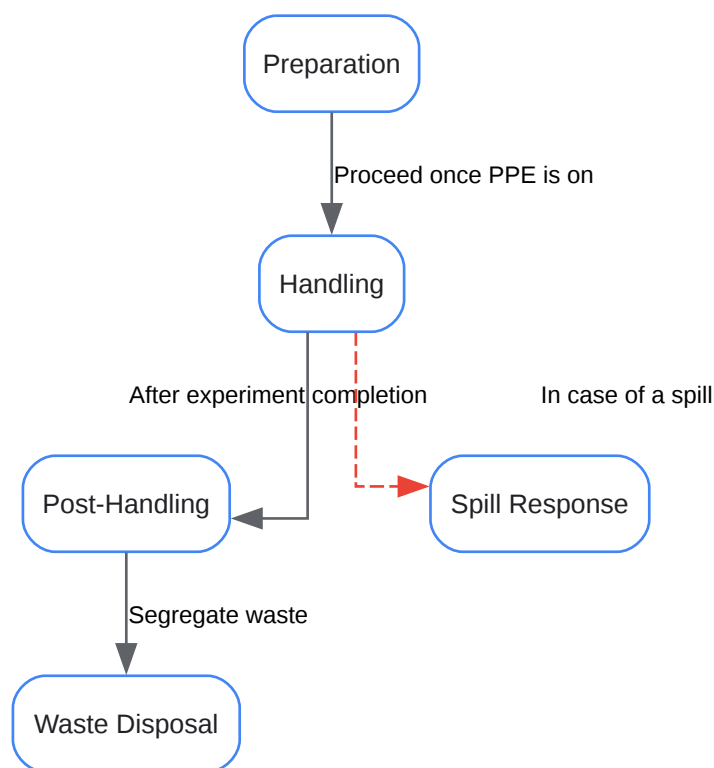 Preparation
Proceed once PPE is on
Handling
After experiment completion
In case of a spill
Post-Handling
Spill Response
Segregate waste
Waste Disposal